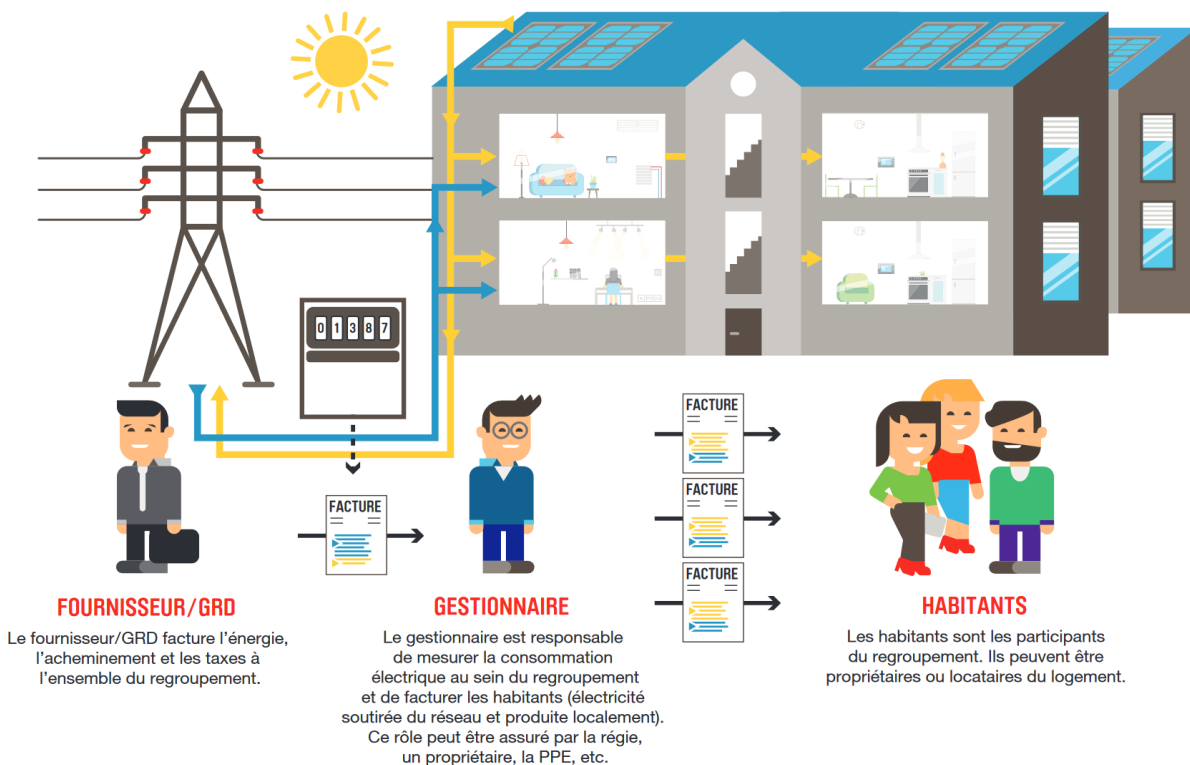 01387
FACTURE
FACTURE
FACTURE
FACTURE
FOURNISSEUR/GRD
Le fournisseur/GRD facture l’énergie,
l’acheminement et les taxes à
l’ensemble du regroupement.
GESTIONNAIRE
Le gestionnaire est responsable
de mesurer la consommation
électrique au sein du regroupement
et de facturer les habitants (électricité
soutirée du réseau et produite localement).
Ce rôle peut être assuré par la régie,
un propriétaire, la PPE, etc.
HABITANTS
Les habitants sont les participants
du regroupement. Ils peuvent être
propriétaires ou locataires du logement.